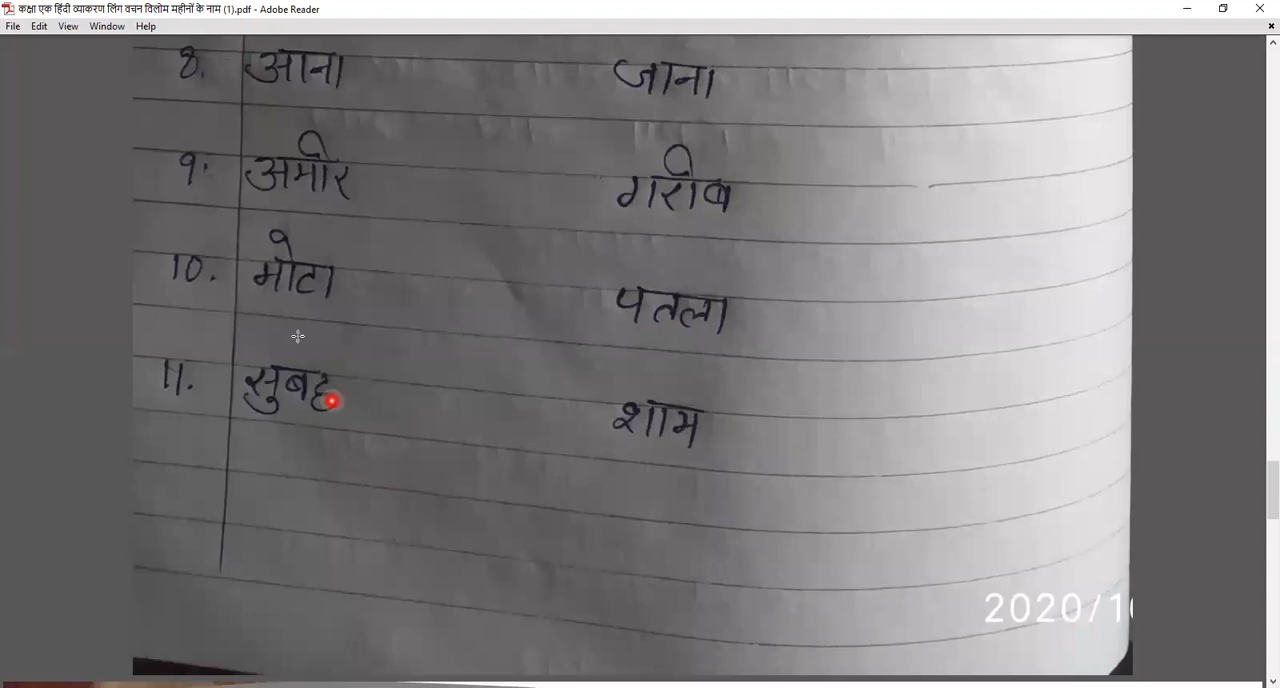 कक्षा एक हिंदी व्याकरण लिंग वचन विलोम महीनों के नाम (1).pdf - Adobe Reader
File Edit View Window Help
8. आना जाना
9. अमीर गरीब
10. मोटा पतला
11. सुबह शाम
2020/10